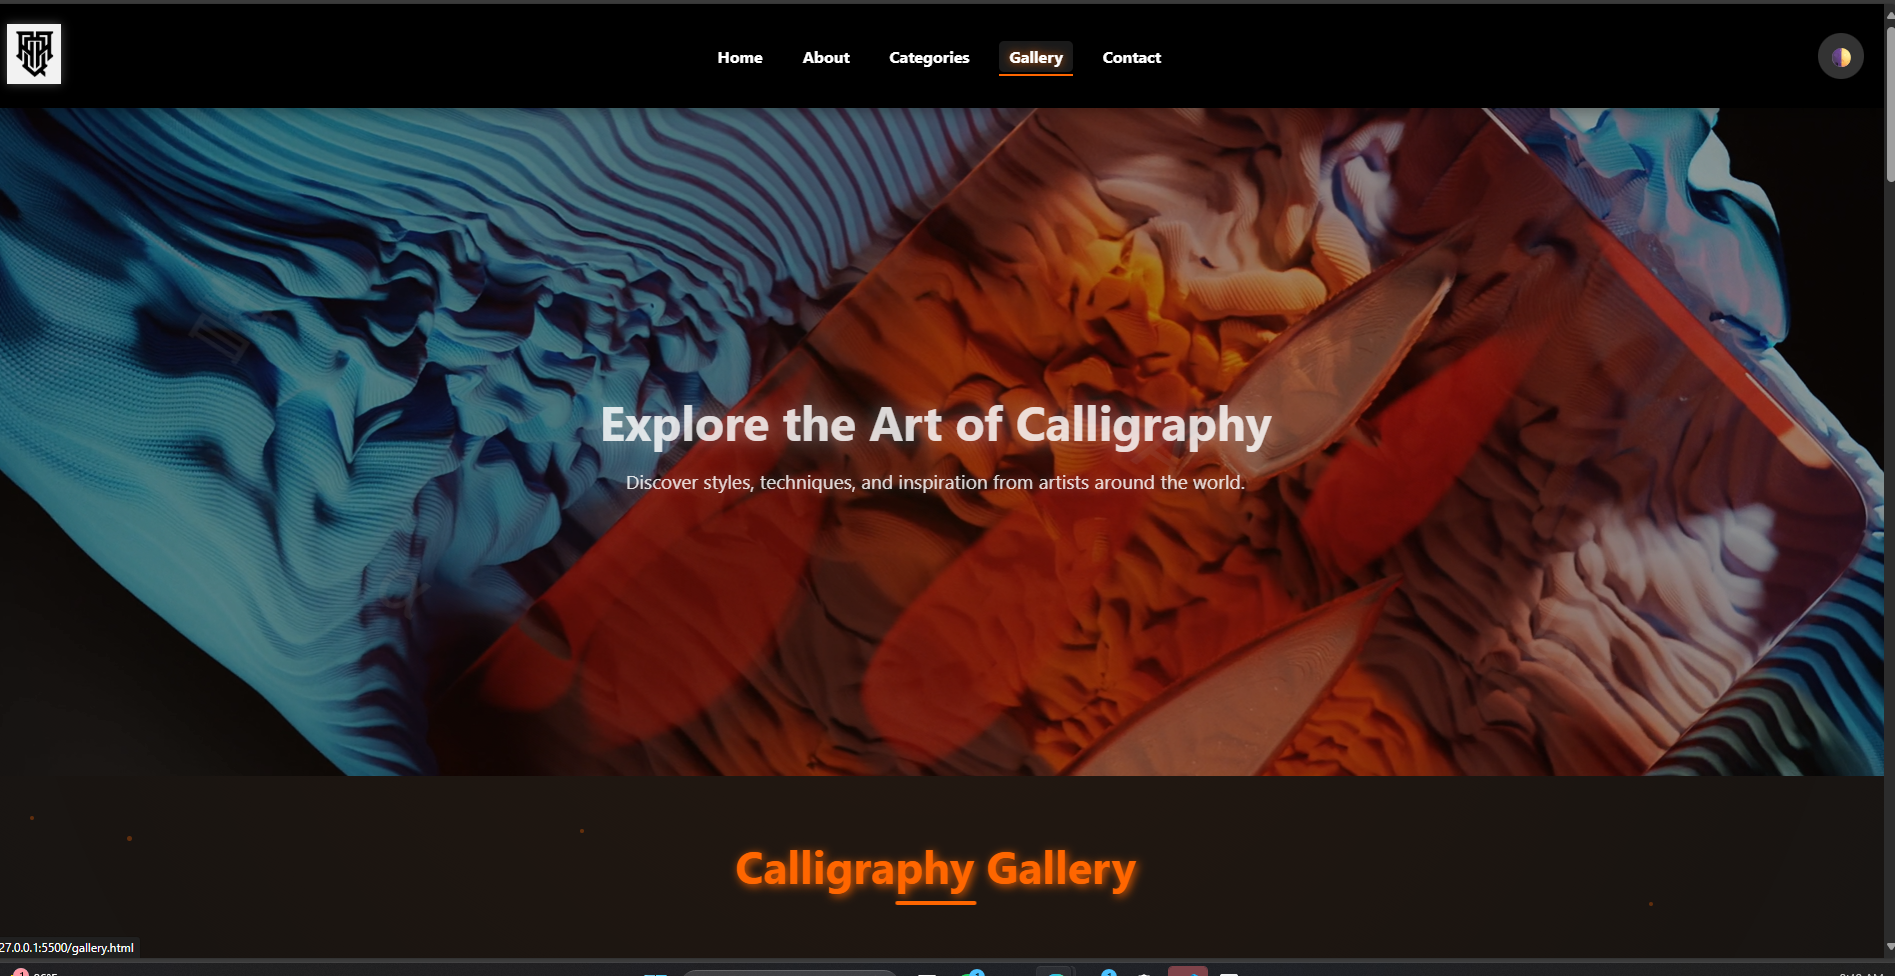 Home About Categories Gallery Contact
Explore the Art of Calligraphy
Discover styles, techniques, and inspiration from artists around the world.
Calligraphy Gallery
27.0.0.1:5500/gallery.html